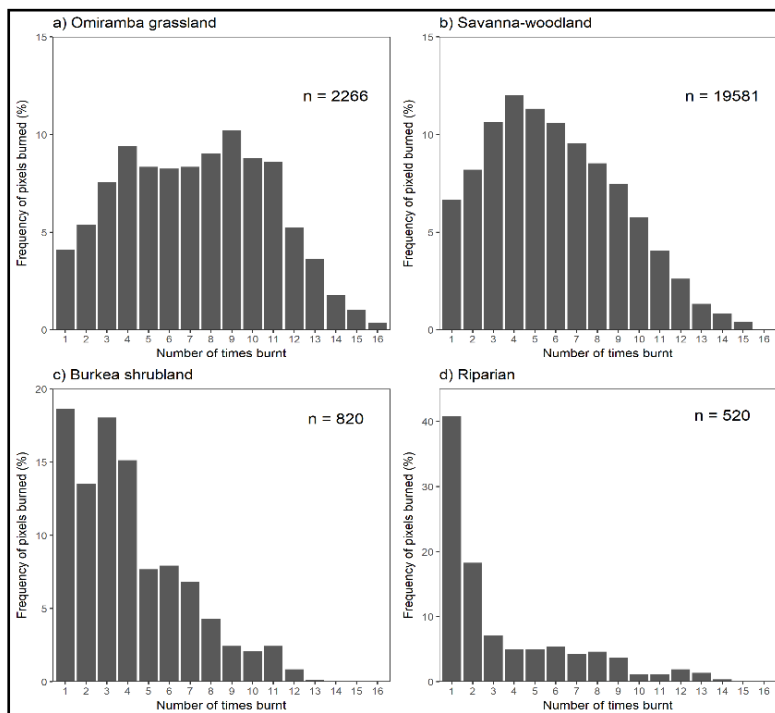 a) Omiramba grassland
n = 2266
Frequency of pixels burned (%)
15
10
5
0
1 2 3 4 5 6 7 8 9 10 11 12 13 14 15 16
Number of times burnt
b) Savanna-woodland
n = 19581
Frequency of pixeld burned (%)
15
10
5
0
1 2 3 4 5 6 7 8 9 10 11 12 13 14 15 16
Number of times burnt
c) Burkea shrubland
n = 820
Frequency of pixels burned (%)
20
15
10
5
0
1 2 3 4 5 6 7 8 9 10 11 12 13 14 15 16
Number of times burnt
d) Riparian
n = 520
Frequency of pixels burned (%)
40
30
20
10
0
1 2 3 4 5 6 7 8 9 10 11 12 13 14 15 16
Number of times burnt